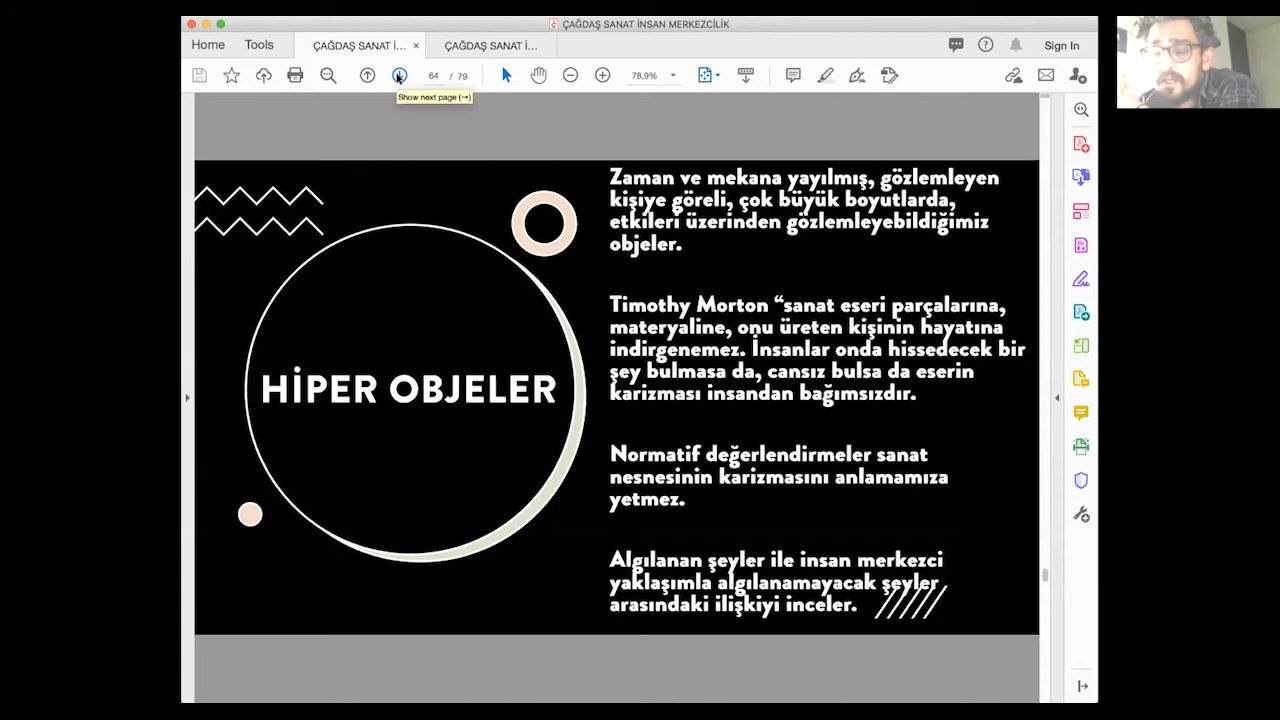 ÇAĞDAŞ SANAT İNSAN MERKEZCİLİK
Home Tools ÇAĞDAŞ SANAT İ... × ÇAĞDAŞ SANAT İ... Sign In
64 / 79 78,9%
Show next page (→)
HİPER OBJELER
Zaman ve mekana yayılmış, gözlemleyen
kişiye göreli, çok büyük boyutlarda,
etkileri üzerinden gözlemleyebildiğimiz
objeler.
Timothy Morton “sanat eseri parçalarına,
materyaline, onu üreten kişinin hayatına
indirgenemez. İnsanlar onda hissedecek bir
şey bulmasa da, cansız bulsa da eserin
karizması insandan bağımsızdır.
Normatif değerlendirmeler sanat
nesnesinin karizmasını anlamamıza
yetmez.
Algılanan şeyler ile insan merkezci
yaklaşımla algılanamayacak şeyler
arasındaki ilişkiyi inceler.